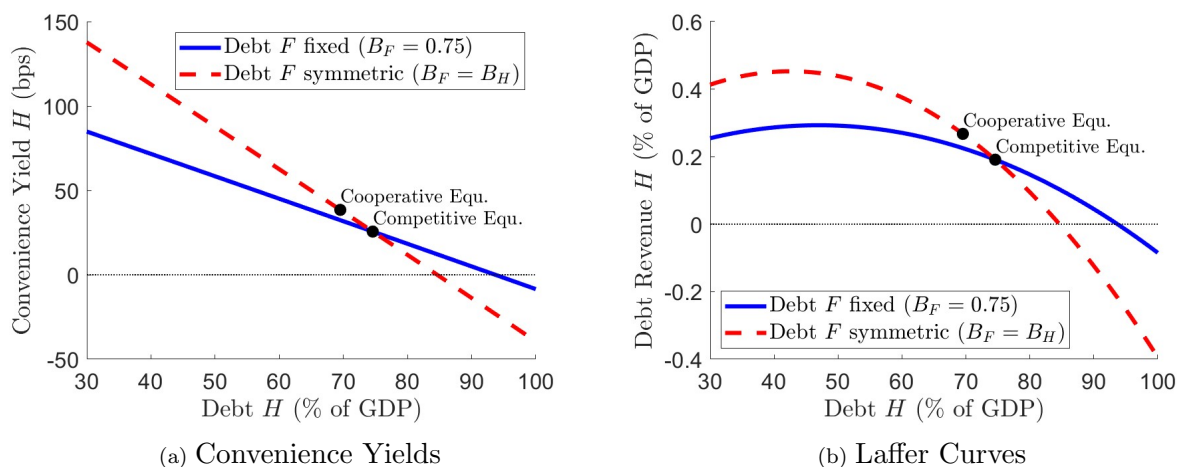 Convenience Yield H (bps)
150
100
50
0
-50
Debt F fixed (B_F = 0.75)
Debt F symmetric (B_F = B_H)
Cooperative Equ.
Competitive Equ.
30 40 50 60 70 80 90 100
Debt H (% of GDP)
(a) Convenience Yields
Debt Revenue H (% of GDP)
0.6
0.4
0.2
0
-0.2
-0.4
Cooperative Equ.
Competitive Equ.
Debt F fixed (B_F = 0.75)
Debt F symmetric (B_F = B_H)
30 40 50 60 70 80 90 100
Debt H (% of GDP)
(b) Laffer Curves